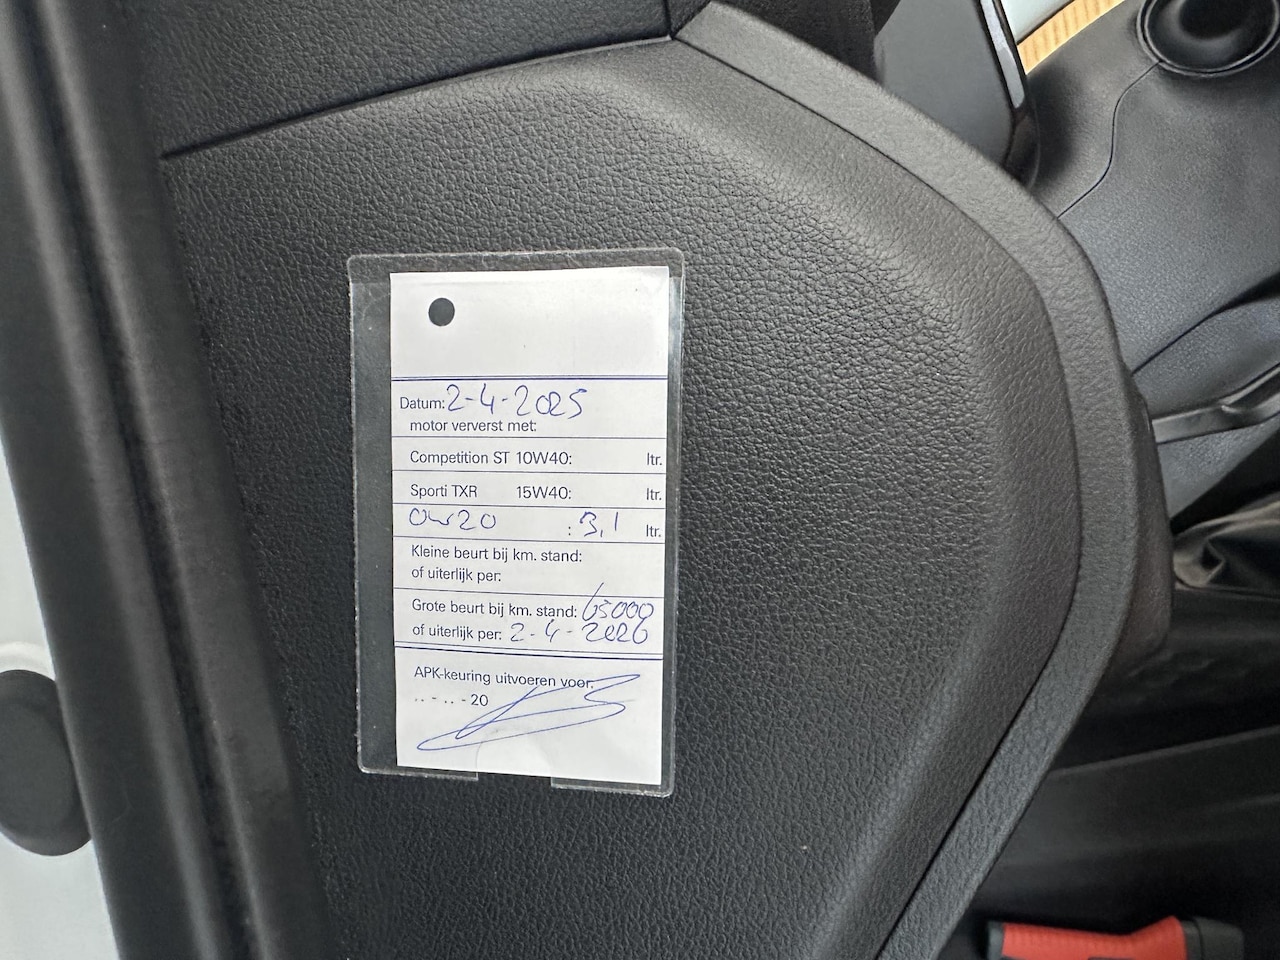 Datum: 2-4-2025
motor ververst met:
Competition ST 10W40: ltr.
Sporti TXR 15W40: ltr.
0w20 : 3,1 ltr.
Kleine beurt bij km. stand:
of uiterlijk per:
Grote beurt bij km. stand: 65000
of uiterlijk per: 2-4-2026
APK-keuring uitvoeren voor:
.. - .. - 20